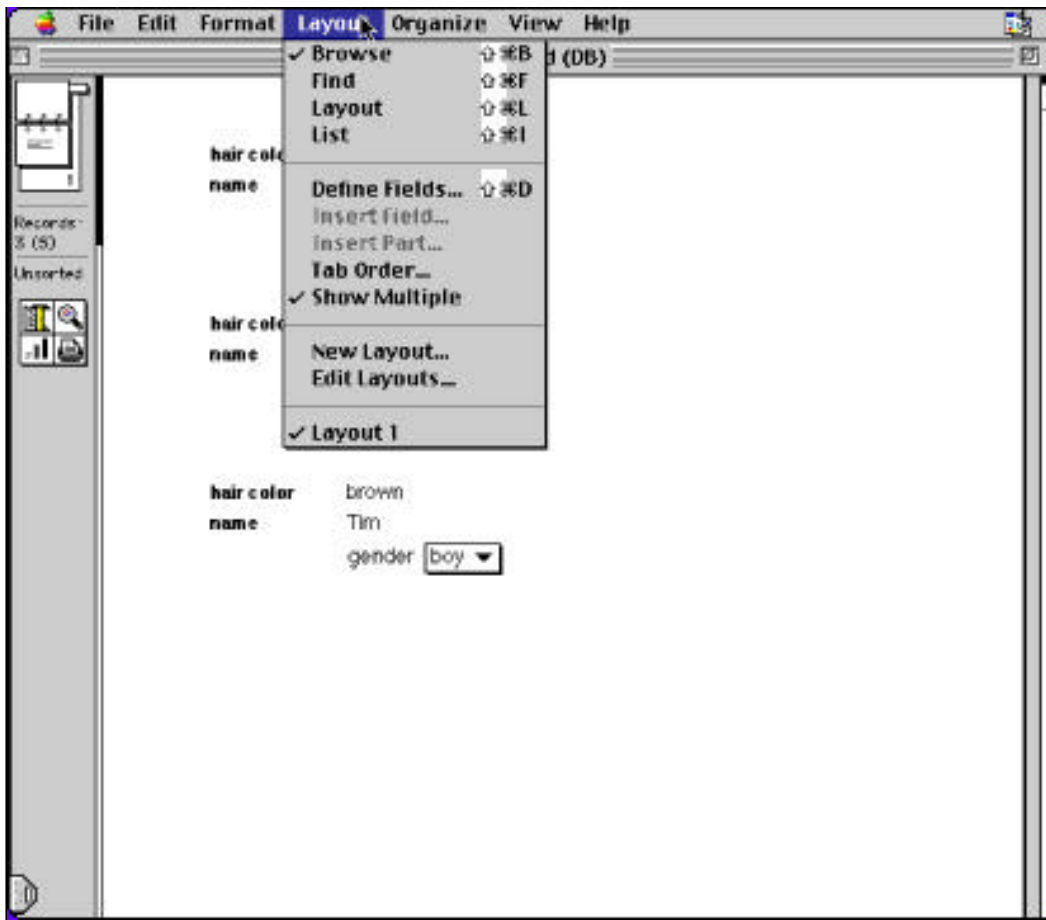 File Edit Format Layout Organize View Help
d (DB)
✓ Browse ⇧⌘B
Find ⇧⌘F
Layout ⇧⌘L
List ⇧⌘I
Define Fields... ⇧⌘D
Insert Field...
Insert Part...
Tab Order...
✓ Show Multiple
New Layout...
Edit Layouts...
✓ Layout 1
1
Records
3 (5)
Unsorted
hair colo
name
hair colo
name
hair color brown
name Tim
gender boy